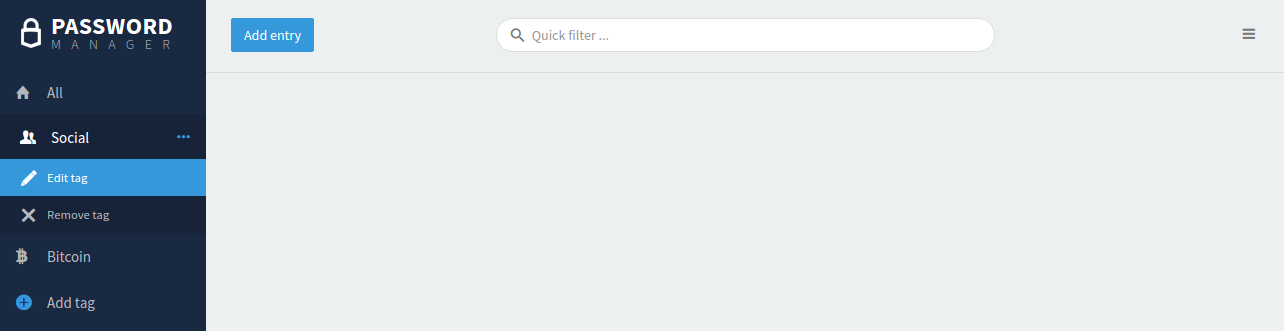 PASSWORD
MANAGER
Add entry
Quick filter ...
All
Social
Edit tag
Remove tag
Bitcoin
Add tag